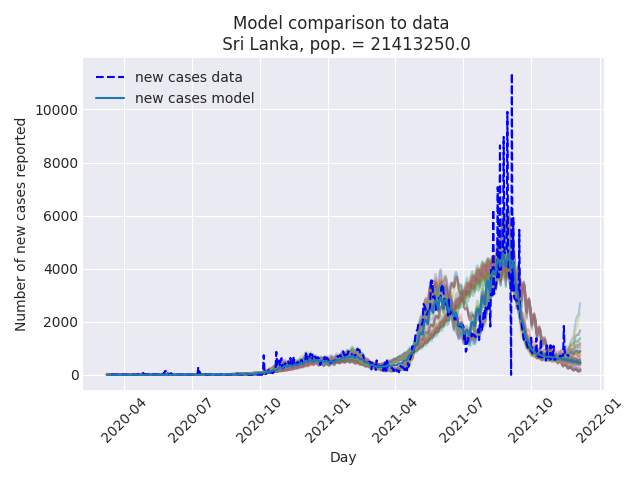 Model comparison to data
Sri Lanka, pop. = 21413250.0
new cases data
new cases model
Number of new cases reported
10000
8000
6000
4000
2000
0
2020-04
2020-07
2020-10
2021-01
2021-04
2021-07
2021-10
2022-01
Day